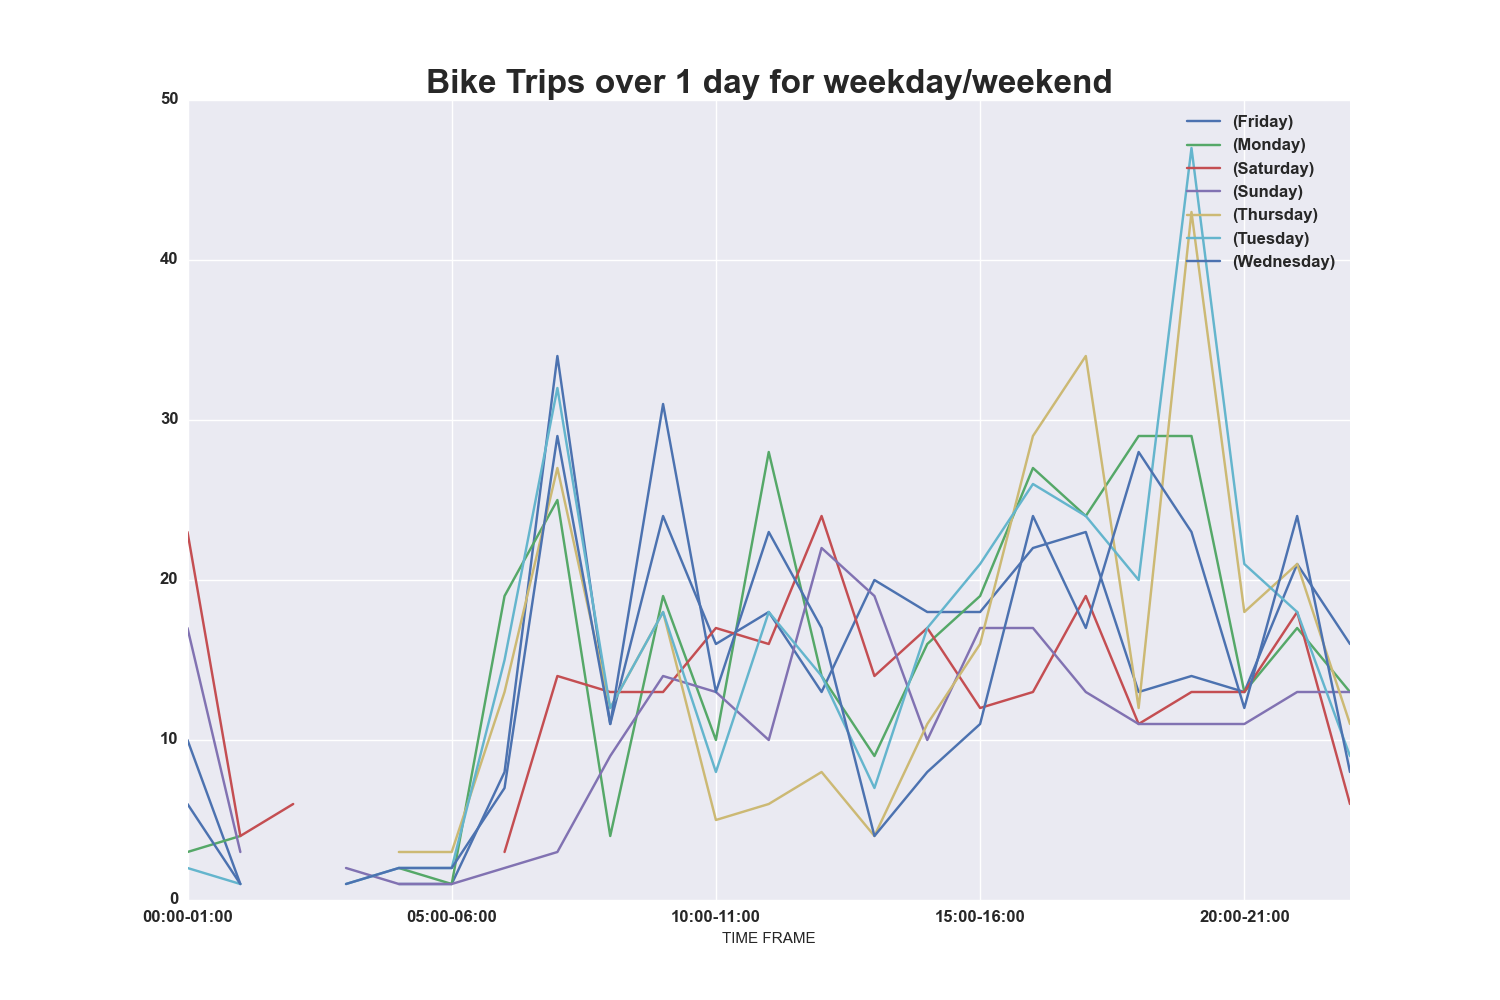 Bike Trips over 1 day for weekday/weekend
50
40
30
20
10
0
(Friday)
(Monday)
(Saturday)
(Sunday)
(Thursday)
(Tuesday)
(Wednesday)
00:00-01:00 05:00-06:00 10:00-11:00 15:00-16:00 20:00-21:00
TIME FRAME